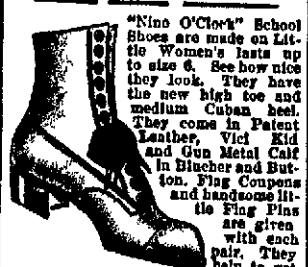 "Nine O'Clock" School
Shoes are made on Lit-
tle Women's lasts up
to size 6. See how nice
they look. They have
the new high toe and
medium Cuban heel.
They come in Patent
Leather, Vici Kid
and Gun Metal Calf
in Blucher and But-
ton. Flag Coupons
and handsome lit-
tle Flag Pins
are given
with each
pair. They
help to get